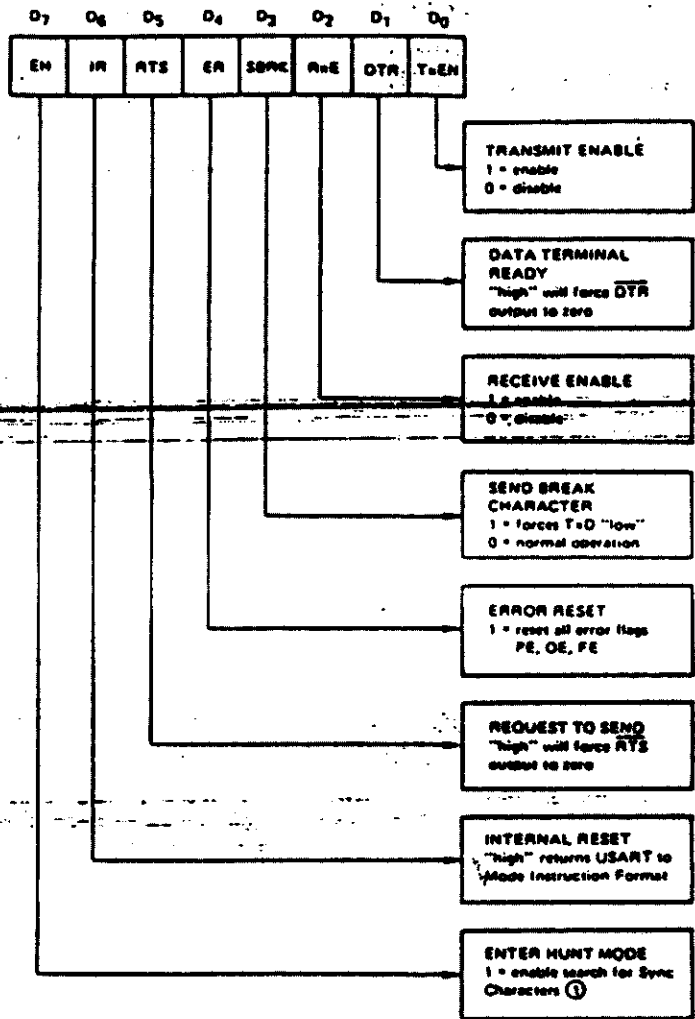 D7 D6 D5 D4 D3 D2 D1 D0
EH IR RTS ER SBRK RxE DTR TxEN
TRANSMIT ENABLE
1 = enable
0 = disable
DATA TERMINAL
READY
"high" will force DTR
output to zero
RECEIVE ENABLE
1 = enable
0 = disable
SEND BREAK
CHARACTER
1 = forces TxD "low"
0 = normal operation
ERROR RESET
1 = reset all error flags
PE, OE, FE
REQUEST TO SEND
"high" will force RTS
output to zero
INTERNAL RESET
"high" returns USART to
Mode Instruction Format
ENTER HUNT MODE
1 = enable search for Sync
Characters ①